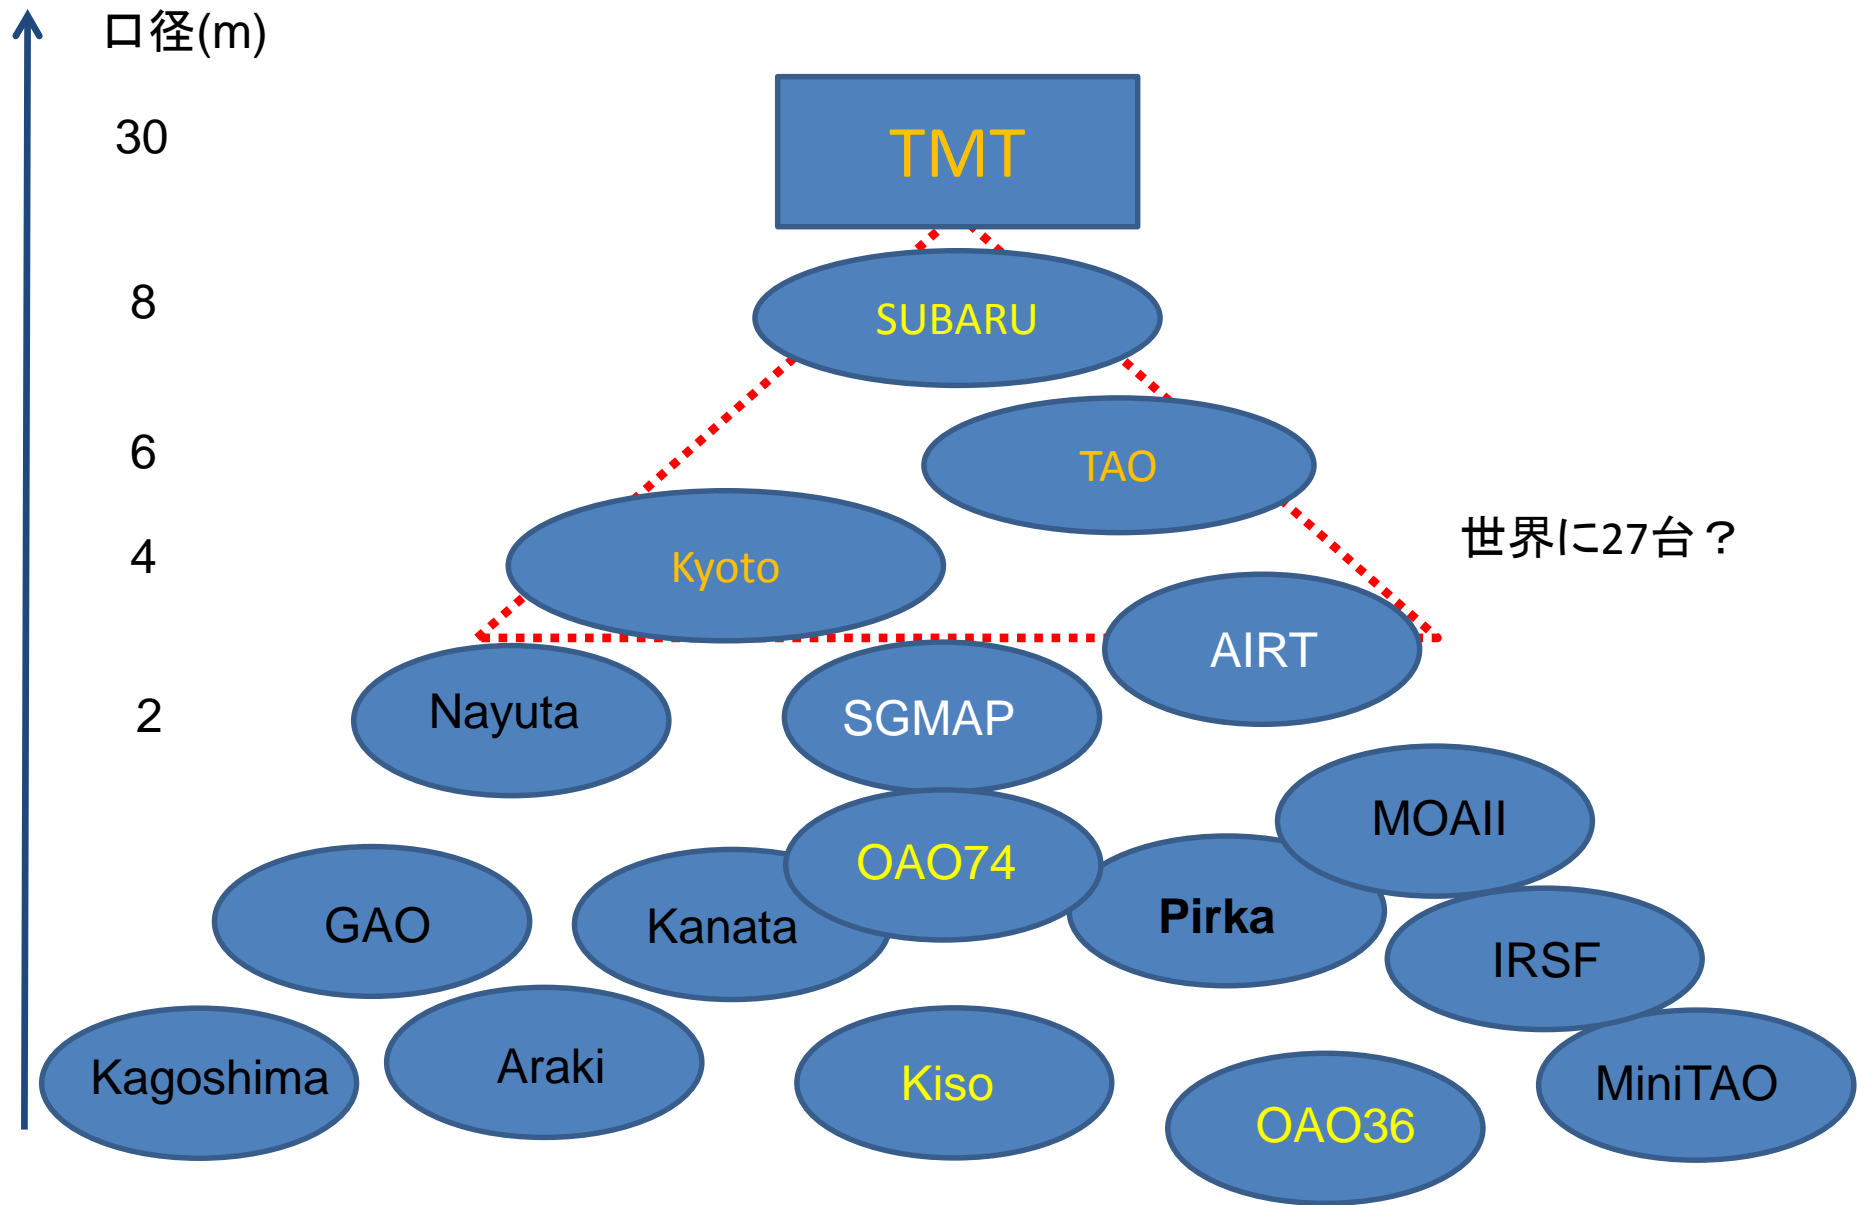 口径(m)
30
TMT
8
SUBARU
6
TAO
4
Kyoto
世界に27台？
AIRT
2
Nayuta
SGMAP
MOAII
OAO74
GAO
Kanata
Pirka
IRSF
Kagoshima
Araki
Kiso
MiniTAO
OAO36